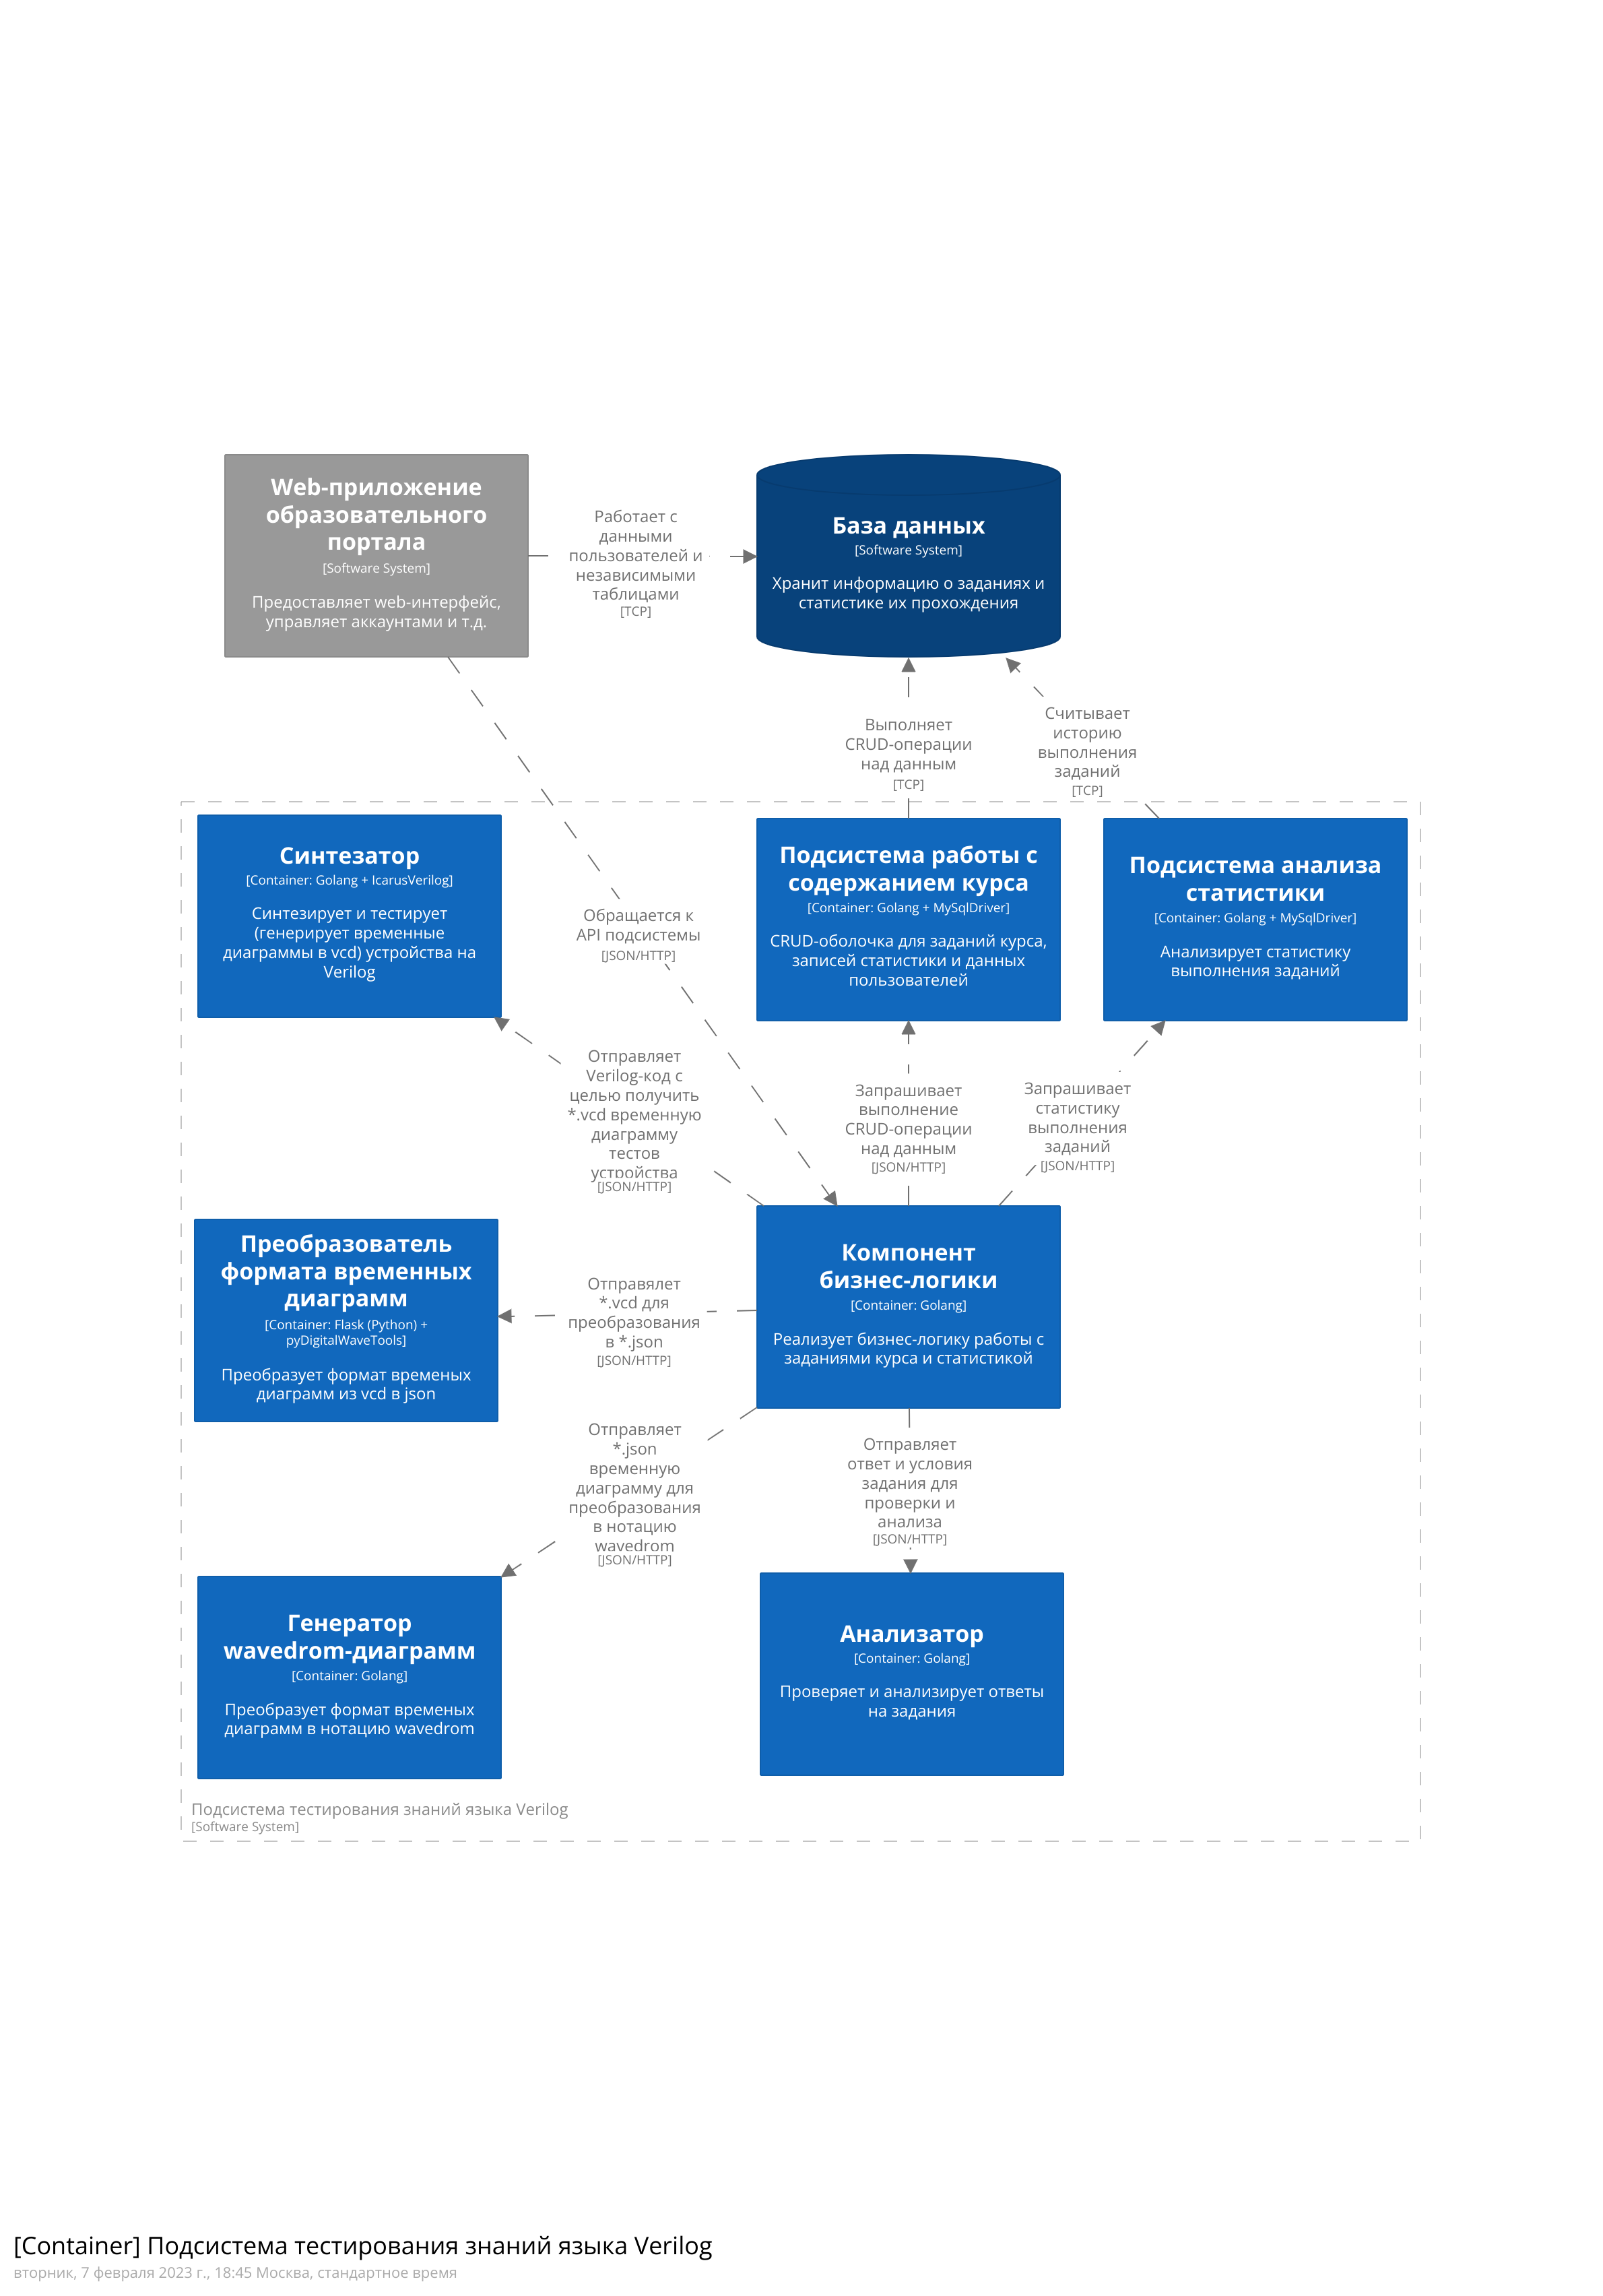 Web-приложение
образовательного
портала
[Software System]
Предоставляет web-интерфейс,
управляет аккаунтами и т.д.
Работает с
данными
пользователей и
независимыми
таблицами
[TCP]
База данных
[Software System]
Хранит информацию о заданиях и
статистике их прохождения
Выполняет
CRUD-операции
над данным
[TCP]
Считывает
историю
выполнения
заданий
[TCP]
Синтезатор
[Container: Golang + IcarusVerilog]
Синтезирует и тестирует
(генерирует временные
диаграммы в vcd) устройства на
Verilog
Обращается к
API подсистемы
[JSON/HTTP]
Подсистема работы с
содержанием курса
[Container: Golang + MySqlDriver]
CRUD-оболочка для заданий курса,
записей статистики и данных
пользователей
Подсистема анализа
статистики
[Container: Golang + MySqlDriver]
Анализирует статистику
выполнения заданий
Отправляет
Verilog-код с
целью получить
*.vcd временную
диаграмму
тестов
устройства
[JSON/HTTP]
Запрашивает
выполнение
CRUD-операции
над данным
[JSON/HTTP]
Запрашивает
статистику
выполнения
заданий
[JSON/HTTP]
Преобразователь
формата временных
диаграмм
[Container: Flask (Python) +
pyDigitalWaveTools]
Преобразует формат временых
диаграмм из vcd в json
Отправялет
*.vcd для
преобразования
в *.json
[JSON/HTTP]
Компонент
бизнес-логики
[Container: Golang]
Реализует бизнес-логику работы с
заданиями курса и статистикой
Отправляет
*.json
временную
диаграмму для
преобразования
в нотацию
wavedrom
[JSON/HTTP]
Отправляет
ответ и условия
задания для
проверки и
анализа
[JSON/HTTP]
Генератор
wavedrom-диаграмм
[Container: Golang]
Преобразует формат временых
диаграмм в нотацию wavedrom
Анализатор
[Container: Golang]
Проверяет и анализирует ответы
на задания
Подсистема тестирования знаний языка Verilog
[Software System]
[Container] Подсистема тестирования знаний языка Verilog
вторник, 7 февраля 2023 г., 18:45 Москва, стандартное время